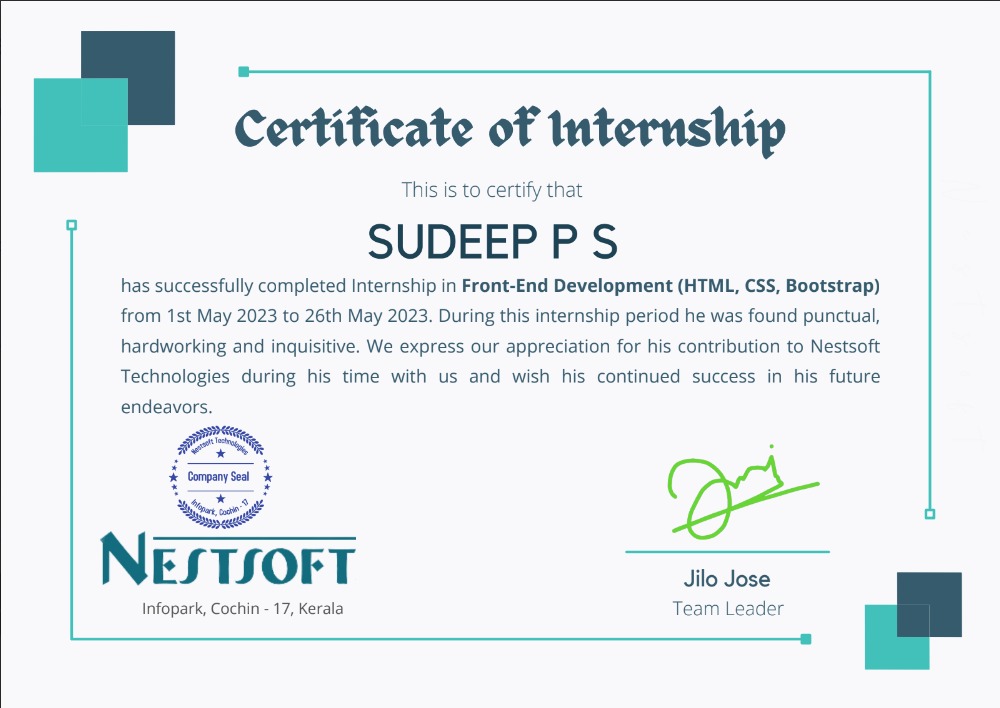 Certificate of Internship
This is to certify that
SUDEEP P S
has successfully completed Internship in Front-End Development (HTML, CSS, Bootstrap)
from 1st May 2023 to 26th May 2023. During this internship period he was found punctual,
hardworking and inquisitive. We express our appreciation for his contribution to Nestsoft
Technologies during his time with us and wish his continued success in his future
endeavors.
Nestsoft Technologies
Company Seal
Infopark, Cochin - 17
NESTSOFT
Infopark, Cochin - 17, Kerala
Jilo Jose
Team Leader